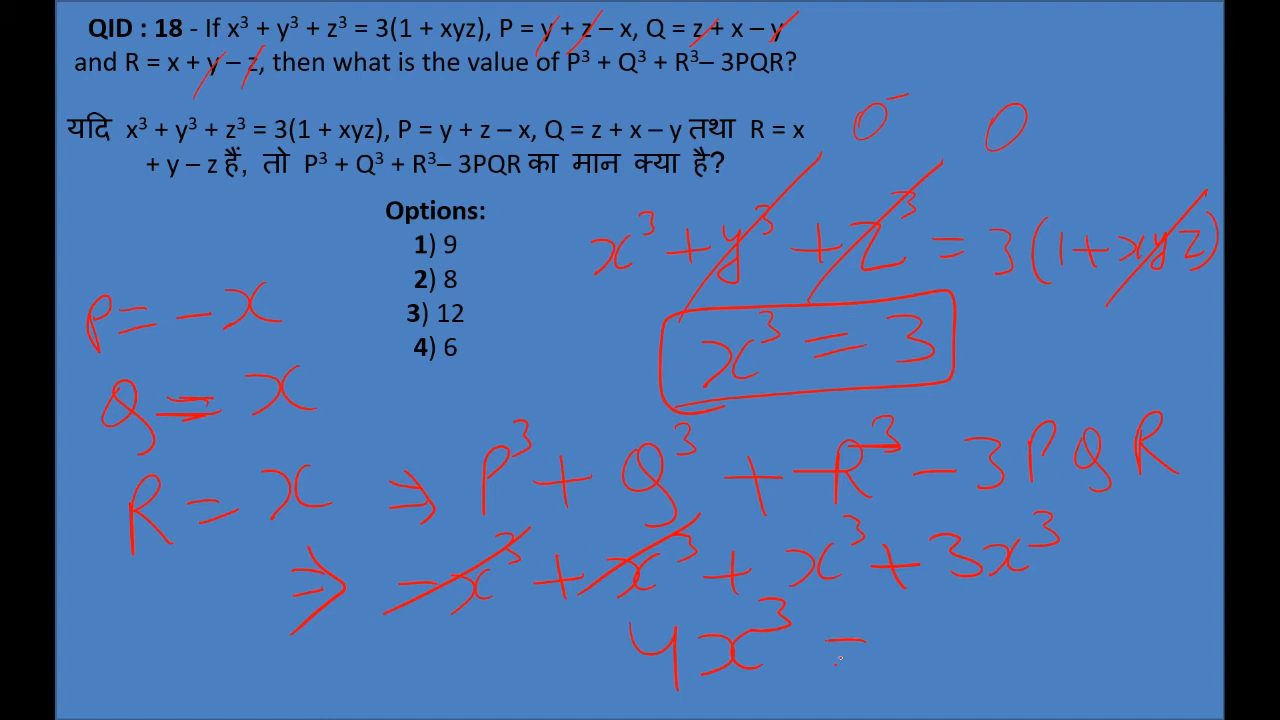 QID : 18 - If x³ + y³ + z³ = 3(1 + xyz), P = y + z – x, Q = z + x – y
and R = x + y – z, then what is the value of P³ + Q³ + R³– 3PQR?
यदि x³ + y³ + z³ = 3(1 + xyz), P = y + z – x, Q = z + x – y तथा R = x
+ y – z हैं, तो P³ + Q³ + R³– 3PQR का मान क्या है?
Options:
1) 9
2) 8
3) 12
4) 6
0 0
x³ + y³ + z³ = 3(1 + xyz)
x³ = 3
P = -x
Q = x
R = x
⇒ P³ + Q³ + R³ - 3PQR
⇒ -x³ + x³ + x³ + 3x³
4x³ =